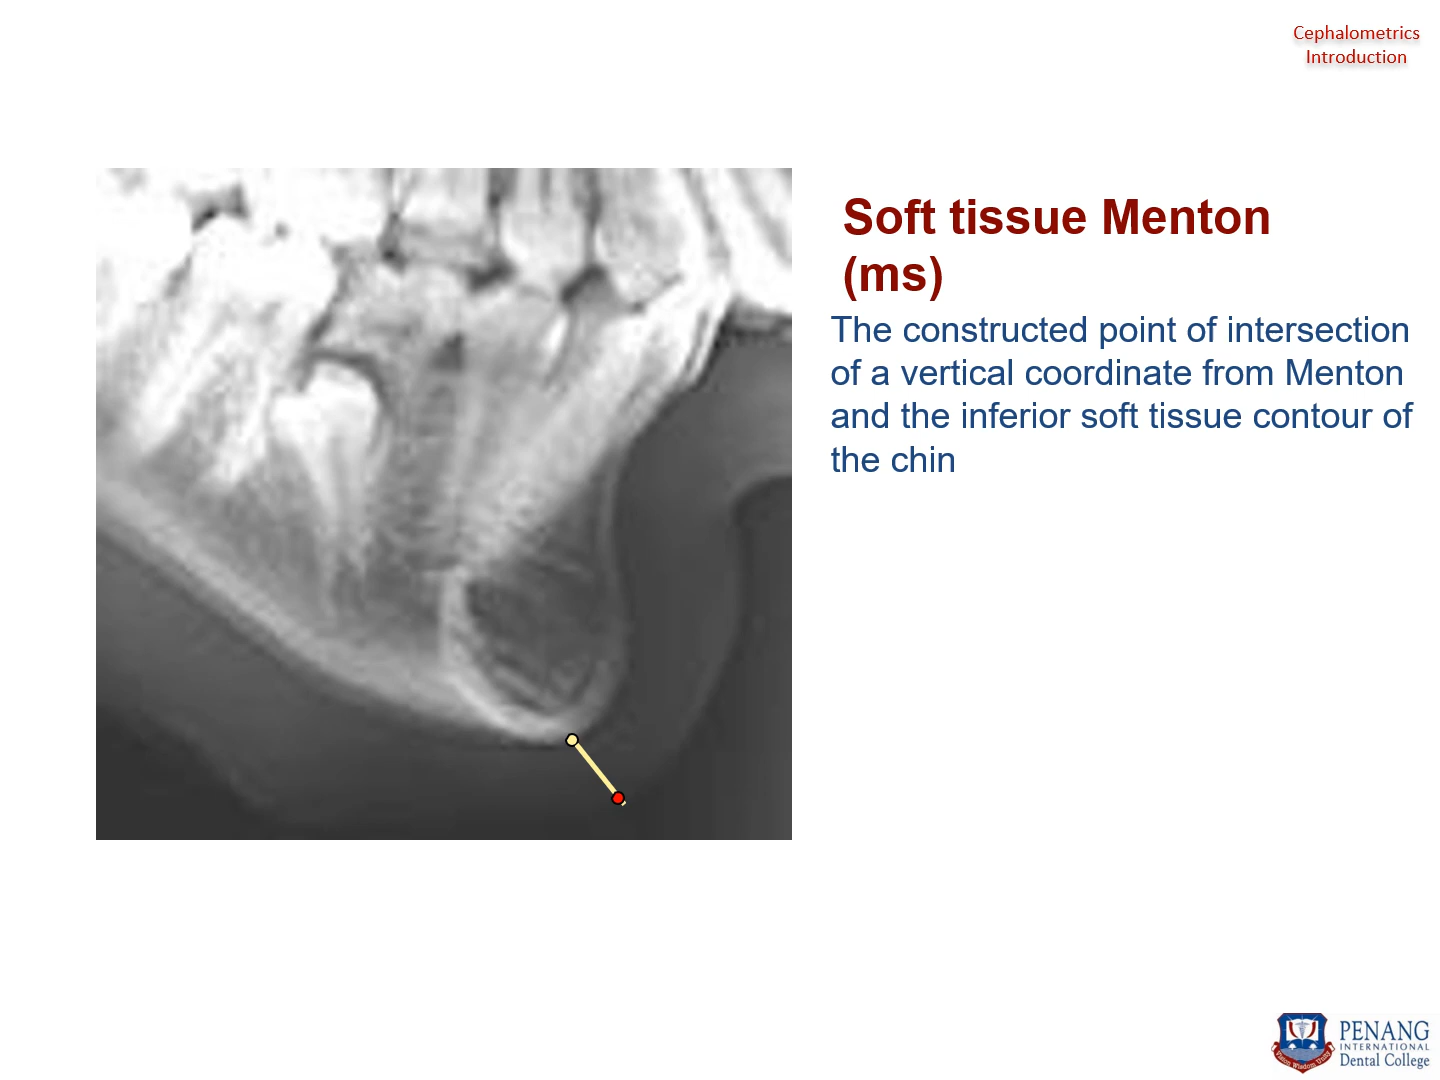 Cephalometrics
Introduction
Soft tissue Menton
(ms)
The constructed point of intersection
of a vertical coordinate from Menton
and the inferior soft tissue contour of
the chin
PENANG
INTERNATIONAL
Dental College